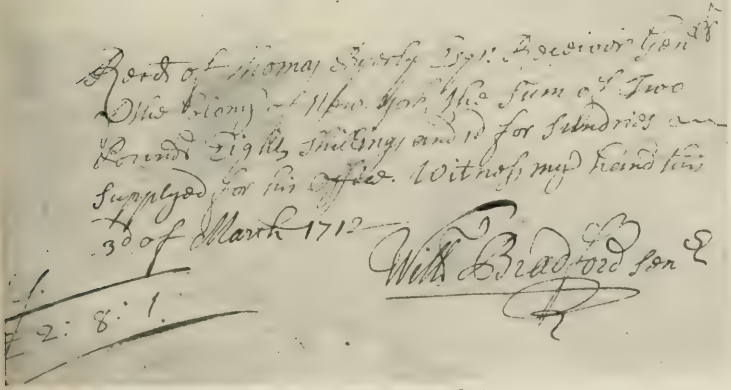 Recd of Thomas Byerly Esqr. Receivor Genll
Of the Colony of New York the Sum of Two
Pounds Eight Shillings and 1d for Sundries
Supplyed for his Office. Witness my hand this
3d of March 1712
Will Bradford sen
2: 8: 1.